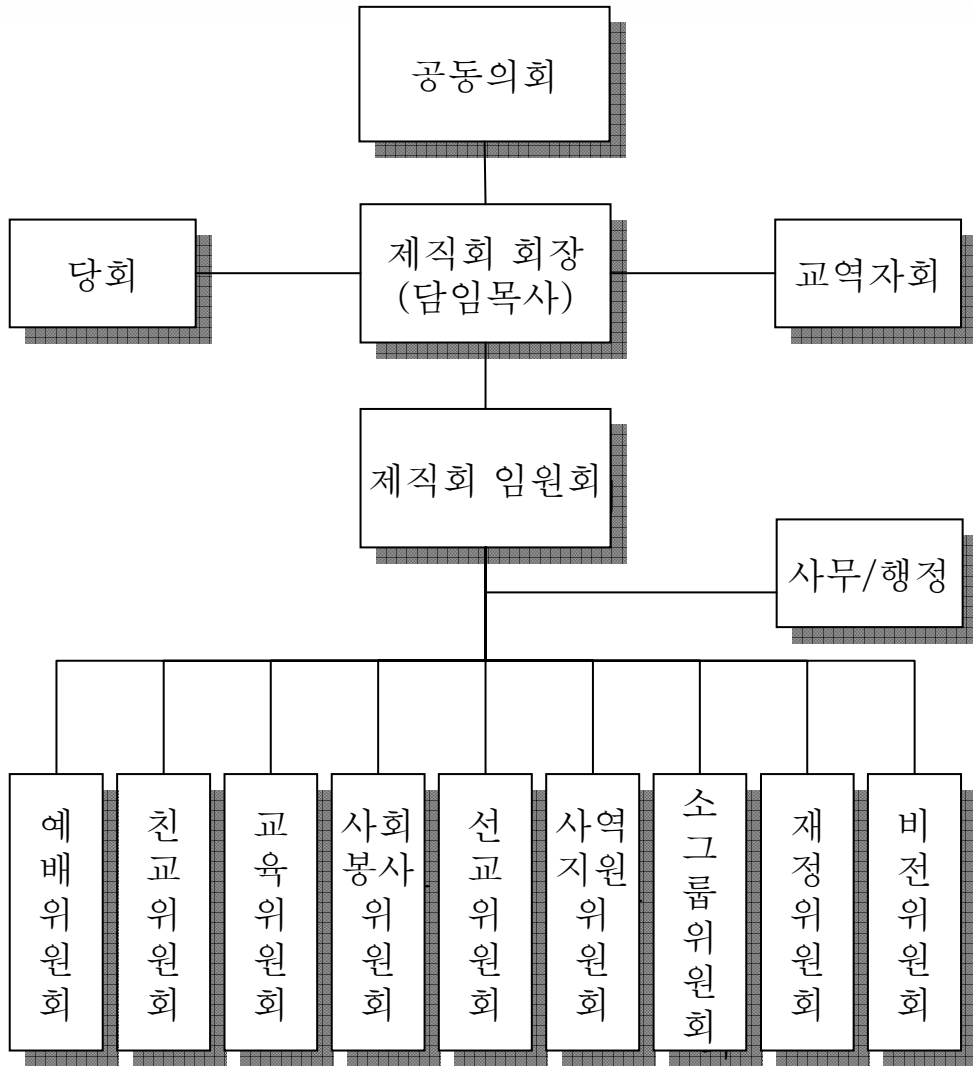 공동의회
당회
제직회 회장
(담임목사)
교역자회
제직회 임원회
사무/행정
예배위원회
친교위원회
교육위원회
사회
봉사
위원회
선교위원회
사역
지원
위원회
소그룹위원회
재정위원회
비전위원회